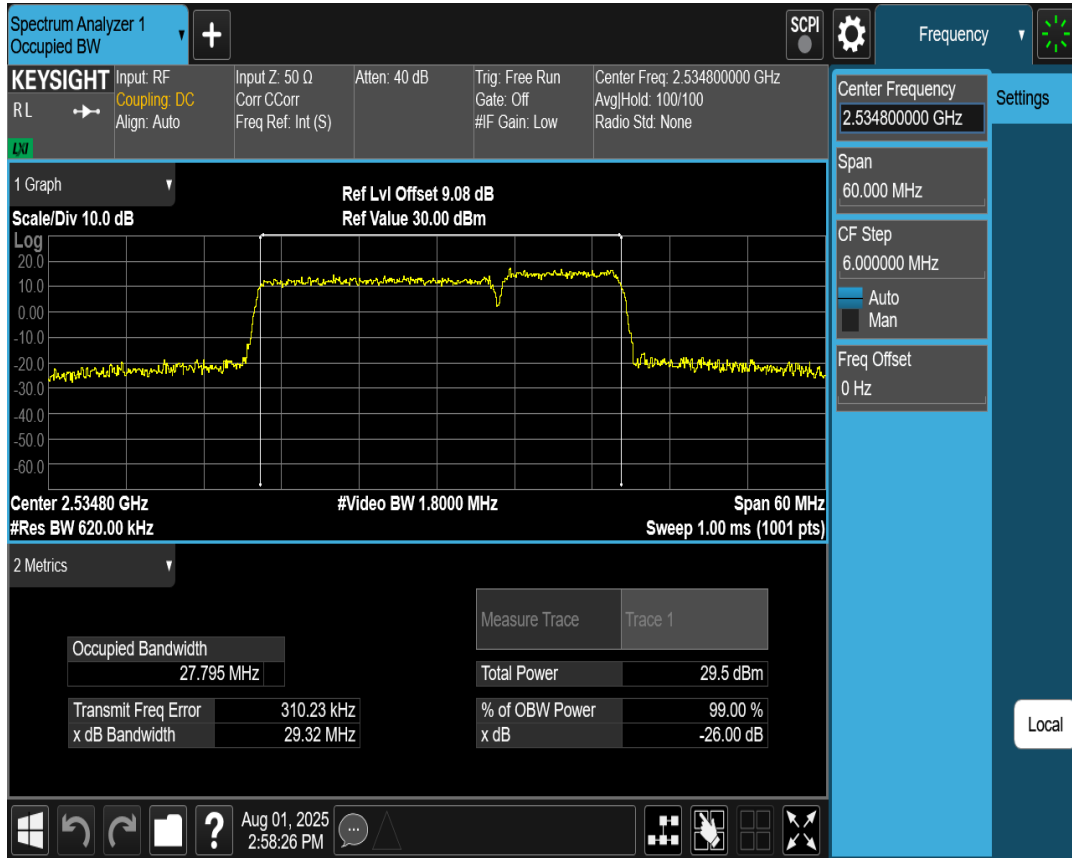 Spectrum Analyzer 1
Occupied BW
+
SCPI
Frequency
KEYSIGHT
R L
LXI
Input: RF
Coupling: DC
Align: Auto
Input Z: 50 Ω
Corr CCorr
Freq Ref: Int (S)
Atten: 40 dB
Trig: Free Run
Gate: Off
#IF Gain: Low
Center Freq: 2.534800000 GHz
Avg|Hold: 100/100
Radio Std: None
Center Frequency
2.534800000 GHz
Settings
Span
60.000 MHz
CF Step
6.000000 MHz
Auto
Man
Freq Offset
0 Hz
Local
1 Graph
Scale/Div 10.0 dB
Ref Lvl Offset 9.08 dB
Ref Value 30.00 dBm
Log
20.0
10.0
0.00
-10.0
-20.0
-30.0
-40.0
-50.0
-60.0
Center 2.53480 GHz
#Video BW 1.8000 MHz
Span 60 MHz
#Res BW 620.00 kHz
Sweep 1.00 ms (1001 pts)
2 Metrics
Measure Trace Trace 1
Occupied Bandwidth
27.795 MHz
Total Power 29.5 dBm
Transmit Freq Error 310.23 kHz
% of OBW Power 99.00 %
x dB Bandwidth 29.32 MHz
x dB -26.00 dB
?
Aug 01, 2025
2:58:26 PM